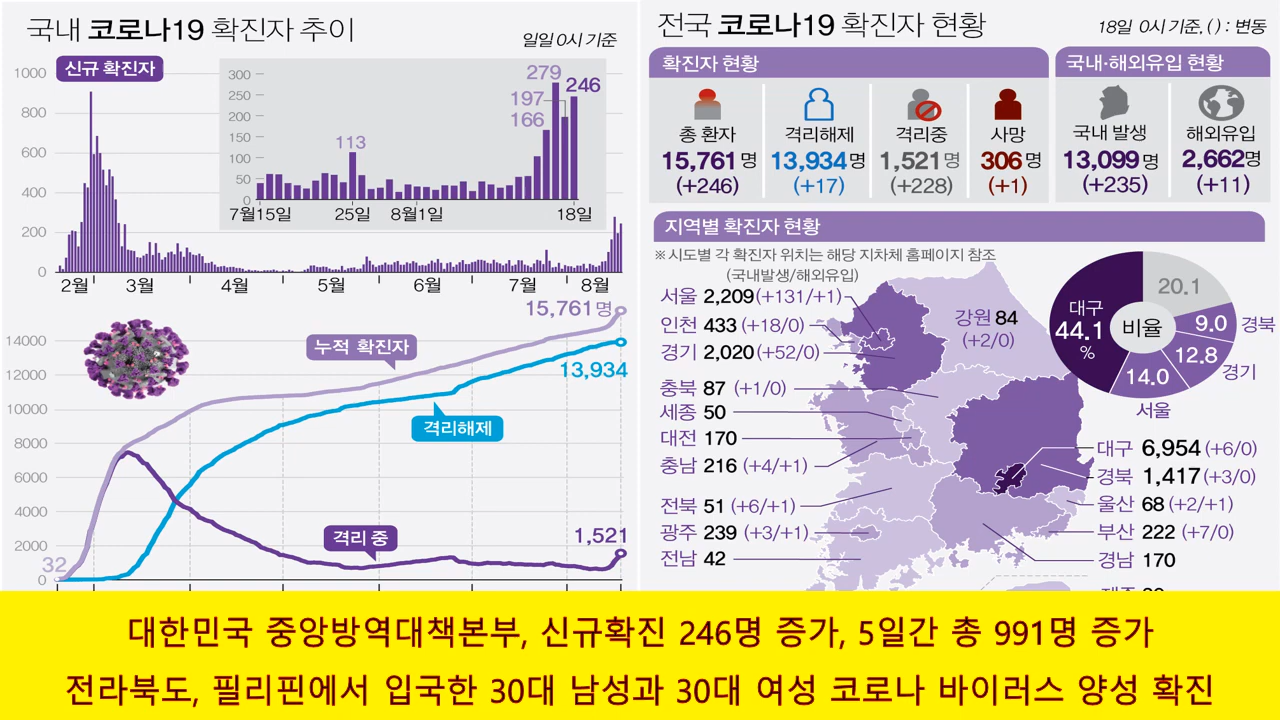 국내 코로나19 확진자 추이
일일 0시 기준
신규 확진자
1000
800
600
400
200
0
2월 3월 4월 5월 6월 7월 8월
300
250
200
150
100
50
0
113
166
197
279
246
7월15일 25일 8월1일 18일
15,761명
누적 확진자
13,934
격리해제
격리 중
1,521
32
14000
12000
10000
8000
6000
4000
2000
0
전국 코로나19 확진자 현황
18일 0시 기준, ( ) : 변동
확진자 현황
총 환자 격리해제 격리중 사망
15,761명 13,934명 1,521명 306명
(+246) (+17) (+228) (+1)
국내·해외유입 현황
국내 발생 해외유입
13,099명 2,662명
(+235) (+11)
지역별 확진자 현황
※ 시도별 각 확진자 위치는 해당 지차체 홈페이지 참조
(국내발생/해외유입)
서울 2,209(+131/+1)
인천 433 (+18/0)
경기 2,020(+52/0)
강원 84
(+2/0)
충북 87 (+1/0)
세종 50
대전 170
충남 216 (+4/+1)
전북 51 (+6/+1)
광주 239 (+3/+1)
전남 42
대구 6,954(+6/0)
경북 1,417(+3/0)
울산 68 (+2/+1)
부산 222 (+7/0)
경남 170
비율
대구
44.1
%
20.1
9.0 경북
12.8
경기
14.0
서울
대한민국 중앙방역대책본부, 신규확진 246명 증가, 5일간 총 991명 증가
전라북도, 필리핀에서 입국한 30대 남성과 30대 여성 코로나 바이러스 양성 확진